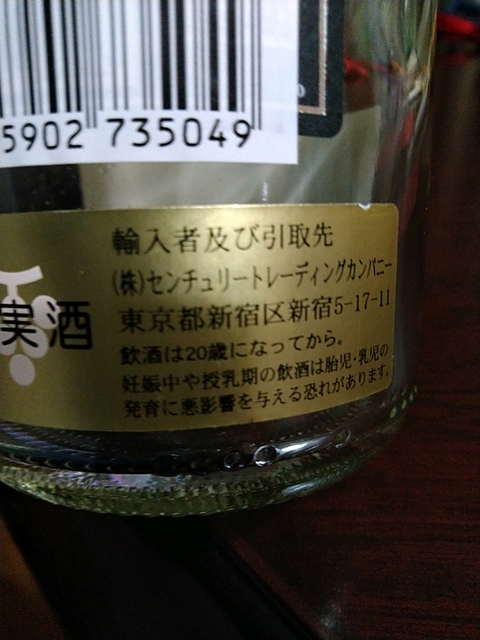 5902 735049
輸入者及び引取先
(株)センチュリートレーディングカンパニー
東京都新宿区新宿5-17-11
実酒
飲酒は20歳になってから。
妊娠中や授乳期の飲酒は胎児・乳児の
発育に悪影響を与える恐れがあります。